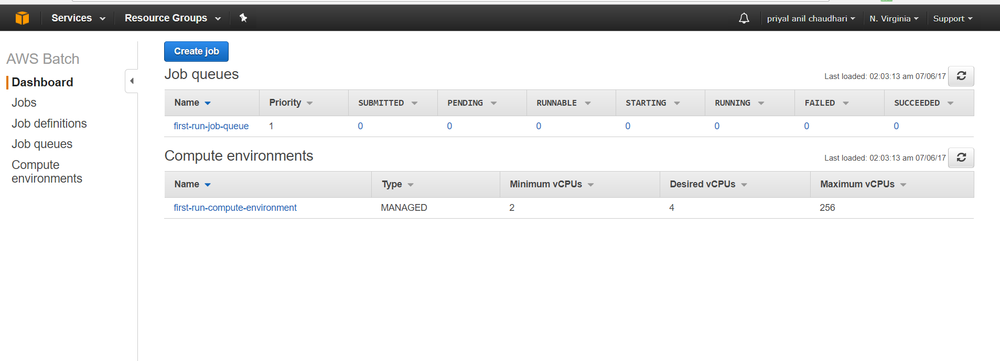 Services Resource Groups priyal anil chaudhari N. Virginia Support
AWS Batch
Dashboard
Jobs
Job definitions
Job queues
Compute
environments
Create job
Job queues
Last loaded: 02:03:13 am 07/06/17
Name Priority SUBMITTED PENDING RUNNABLE STARTING RUNNING FAILED SUCCEEDED
first-run-job-queue 1 0 0 0 0 0 0 0
Compute environments
Last loaded: 02:03:13 am 07/06/17
Name Type Minimum vCPUs Desired vCPUs Maximum vCPUs
first-run-compute-environment MANAGED 2 4 256